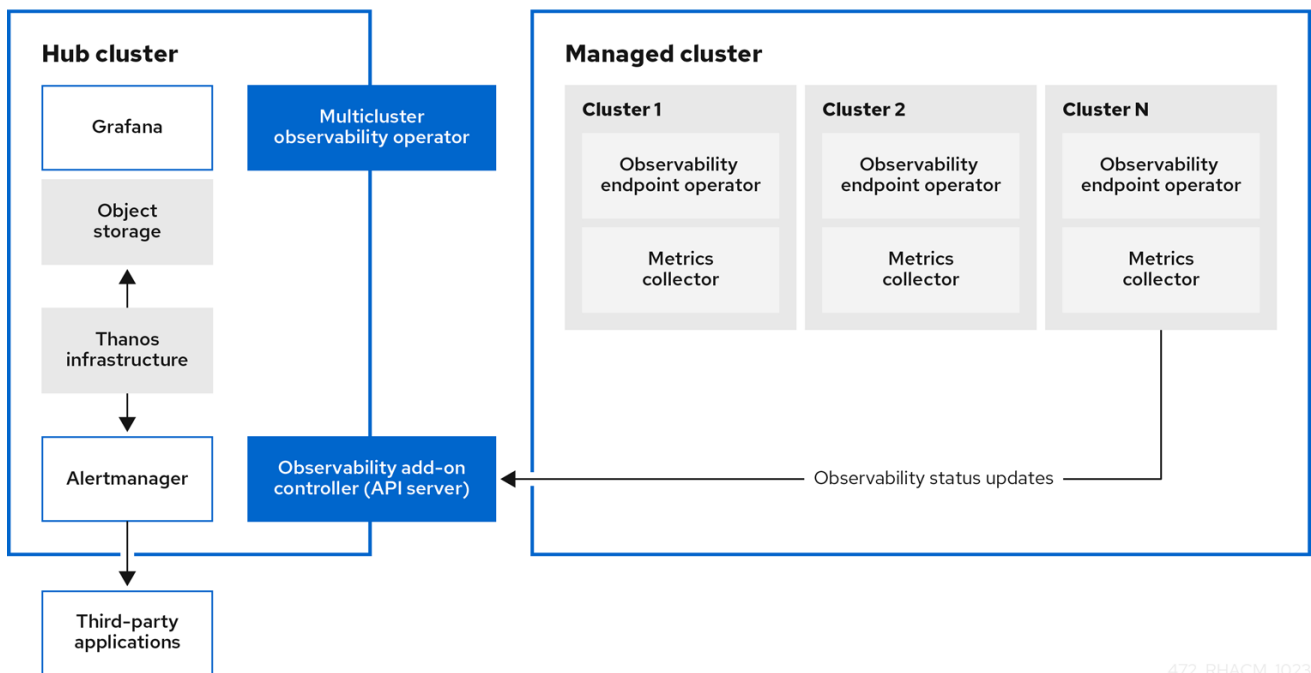 Hub cluster
Grafana
Object
storage
Thanos
infrastructure
Alertmanager
Third-party
applications
Multicluster
observability operator
Observability add-on
controller (API server)
Managed cluster
Cluster 1
Observability
endpoint operator
Metrics
collector
Cluster 2
Observability
endpoint operator
Metrics
collector
Cluster N
Observability
endpoint operator
Metrics
collector
Observability status updates
472_RHACM_1023